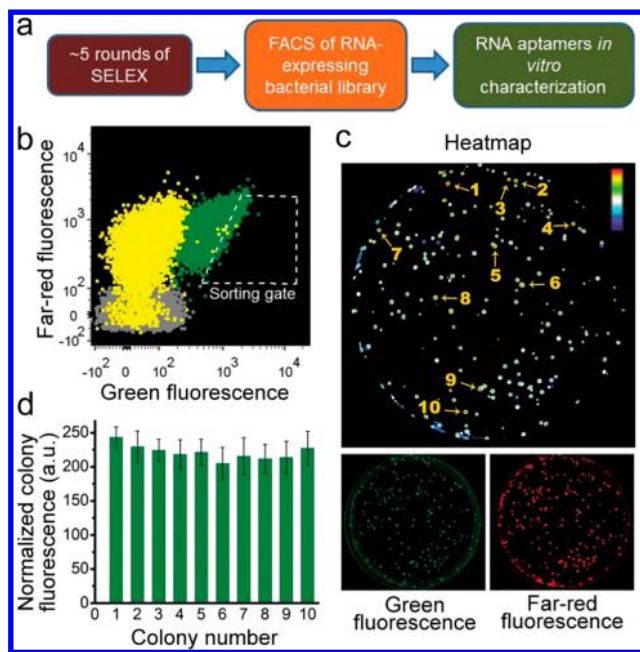 a
~5 rounds of
SELEX
FACS of RNA-
expressing
bacterial library
RNA aptamers in
vitro
characterization
b
Far-red fluorescence
10^4
10^3
10^2
0
-10^2
Sorting gate
-10^2
0
10^2
10^3
10^4
Green fluorescence
c
Heatmap
1
2
3
4
5
6
7
8
9
10
Green
fluorescence
Far-red
fluorescence
d
Normalized colony
fluorescence (a.u.)
250
200
150
100
50
0
0 1 2 3 4 5 6 7 8 9 10
Colony number